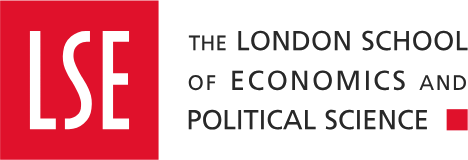 LSE
THE LONDON SCHOOL
OF ECONOMICS AND
POLITICAL SCIENCE